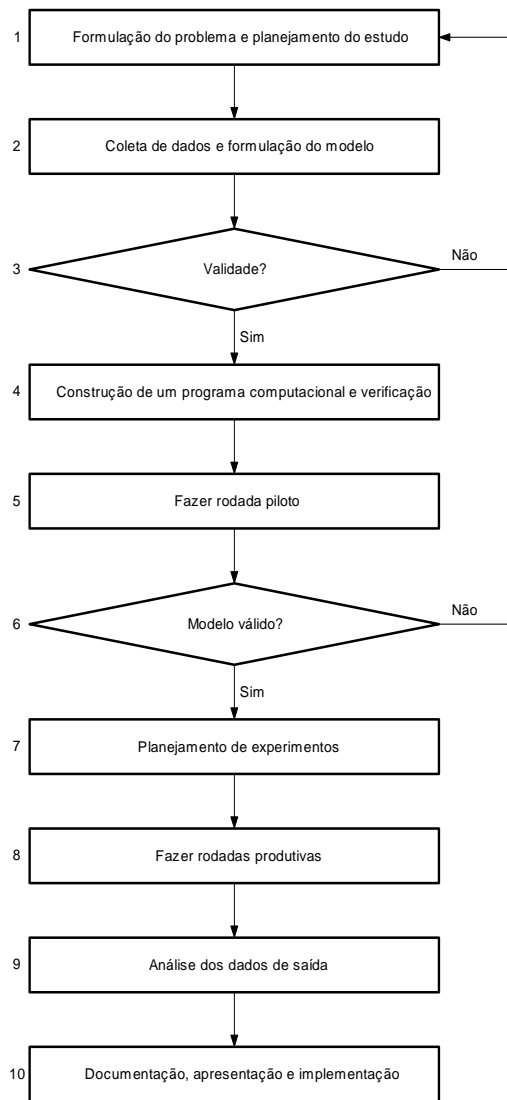 1 Formulação do problema e planejamento do estudo
2 Coleta de dados e formulação do modelo
3 Validade? Não
Sim
4 Construção de um programa computacional e verificação
5 Fazer rodada piloto
6 Modelo válido? Não
Sim
7 Planejamento de experimentos
8 Fazer rodadas produtivas
9 Análise dos dados de saída
10 Documentação, apresentação e implementação